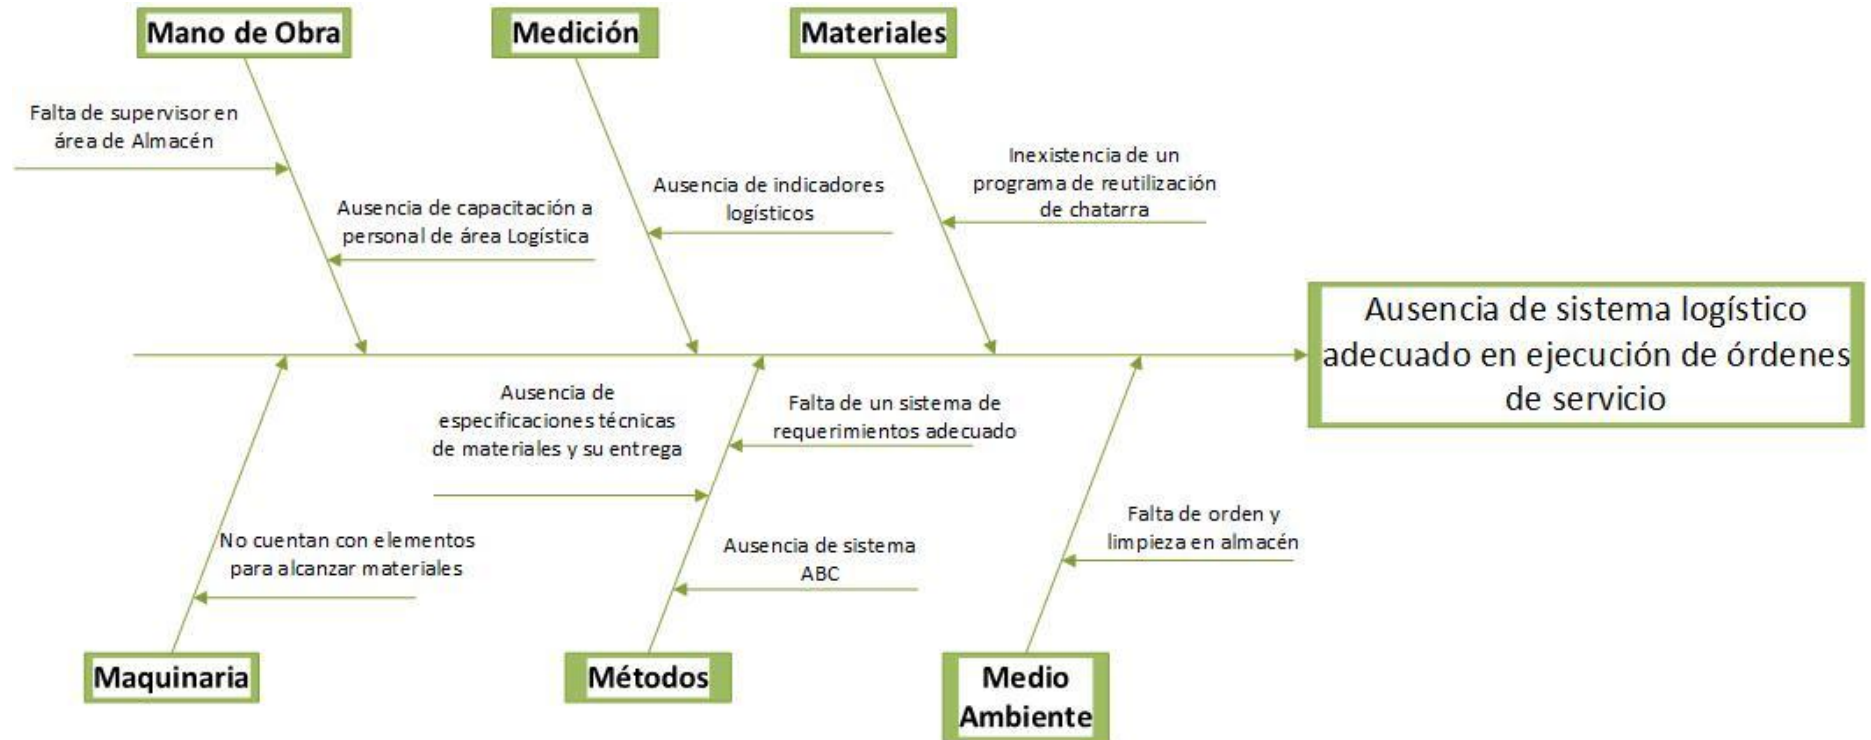 Mano de Obra
Medición
Materiales
Falta de supervisor en
área de Almacén
Ausencia de capacitación a
personal de área Logística
Ausencia de indicadores
logísticos
Inexistencia de un
programa de reutilización
de chatarra
Ausencia de sistema logístico
adecuado en ejecución de órdenes
de servicio
Ausencia de
especificaciones técnicas
de materiales y su entrega
Falta de un sistema de
requerimientos adecuado
No cuentan con elementos
para alcanzar materiales
Ausencia de sistema
ABC
Falta de orden y
limpieza en almacén
Maquinaria
Métodos
Medio
Ambiente